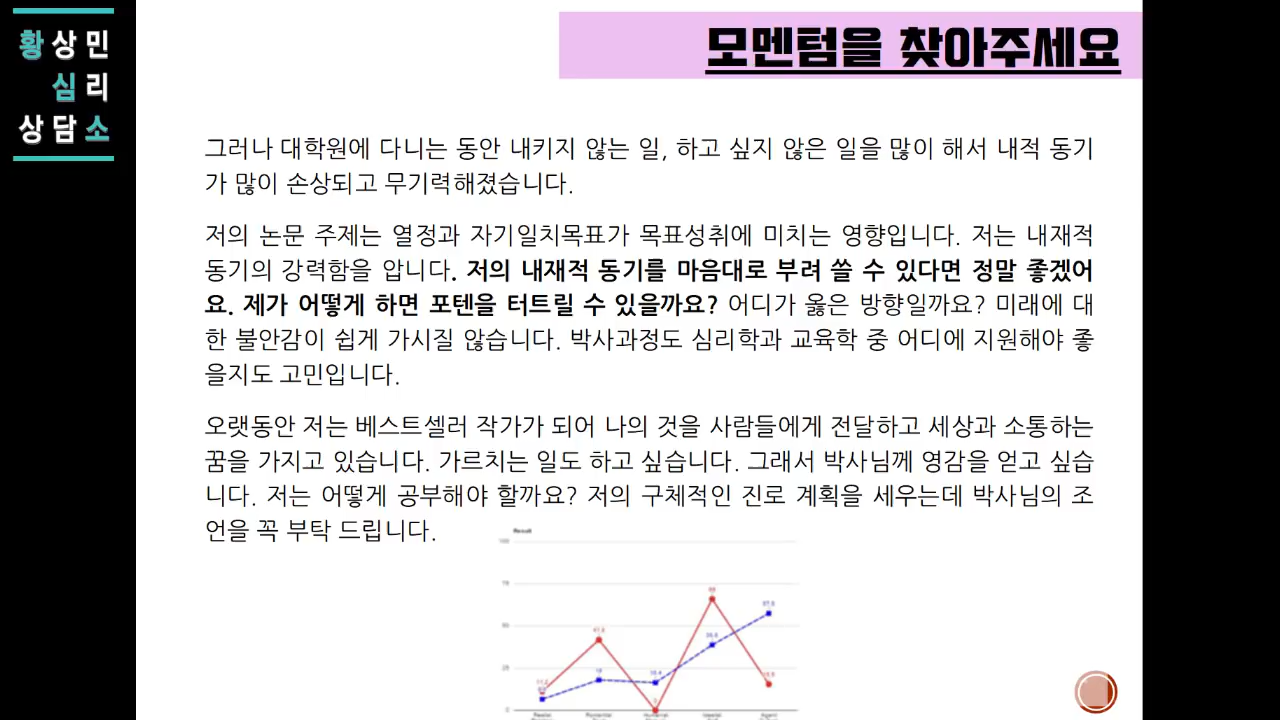 황상민
심리
상담소
모멘텀을 찾아주세요
그러나 대학원에 다니는 동안 내키지 않는 일, 하고 싶지 않은 일을 많이 해서 내적 동기
가 많이 손상되고 무기력해졌습니다.
저의 논문 주제는 열정과 자기일치목표가 목표성취에 미치는 영향입니다. 저는 내재적
동기의 강력함을 압니다. 저의 내재적 동기를 마음대로 부려 쓸 수 있다면 정말 좋겠어
요. 제가 어떻게 하면 포텐을 터트릴 수 있을까요? 어디가 옳은 방향일까요? 미래에 대
한 불안감이 쉽게 가시질 않습니다. 박사과정도 심리학과 교육학 중 어디에 지원해야 좋
을지도 고민입니다.
오랫동안 저는 베스트셀러 작가가 되어 나의 것을 사람들에게 전달하고 세상과 소통하는
꿈을 가지고 있습니다. 가르치는 일도 하고 싶습니다. 그래서 박사님께 영감을 얻고 싶습
니다. 저는 어떻게 공부해야 할까요? 저의 구체적인 진로 계획을 세우는데 박사님의 조
언을 꼭 부탁 드립니다.
Result
100